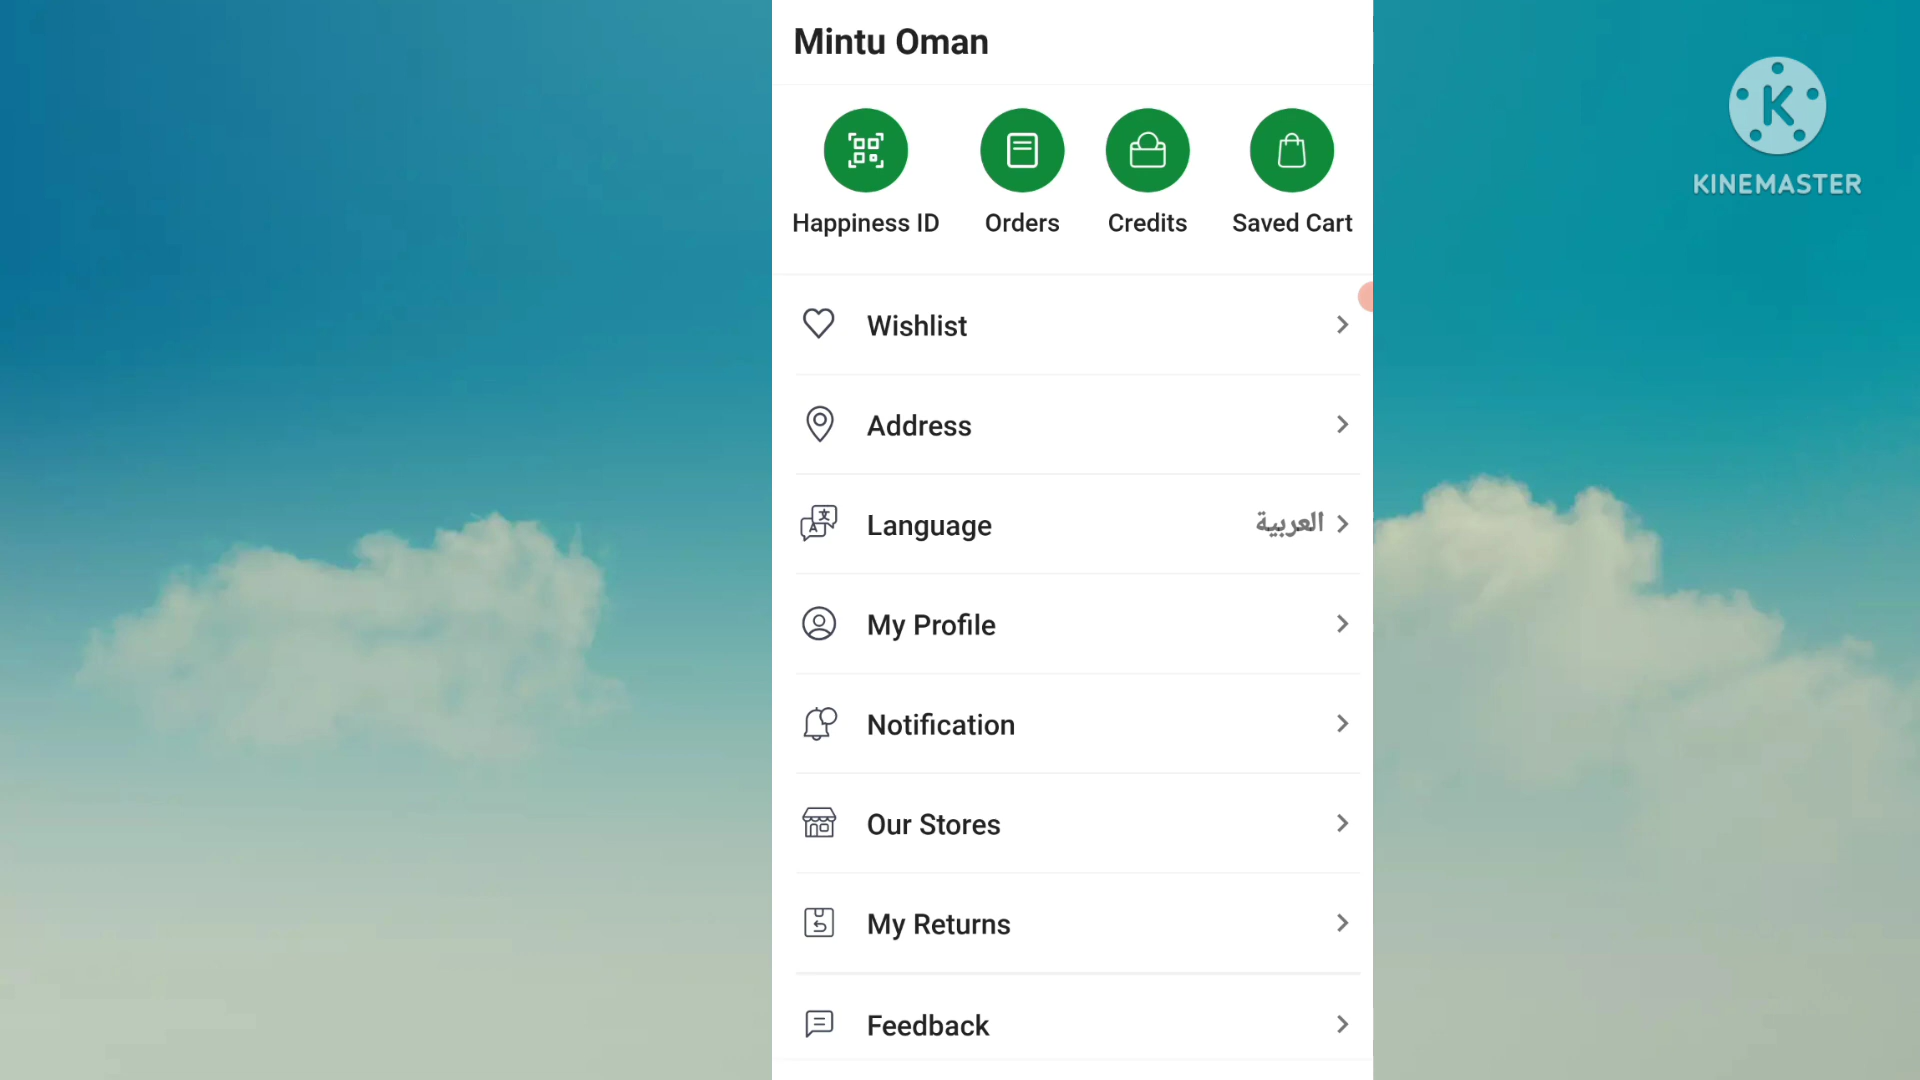 Mintu Oman
Happiness ID
Orders
Credits
Saved Cart
KINEMASTER
Wishlist
Address
Language
العربية
My Profile
Notification
Our Stores
My Returns
Feedback